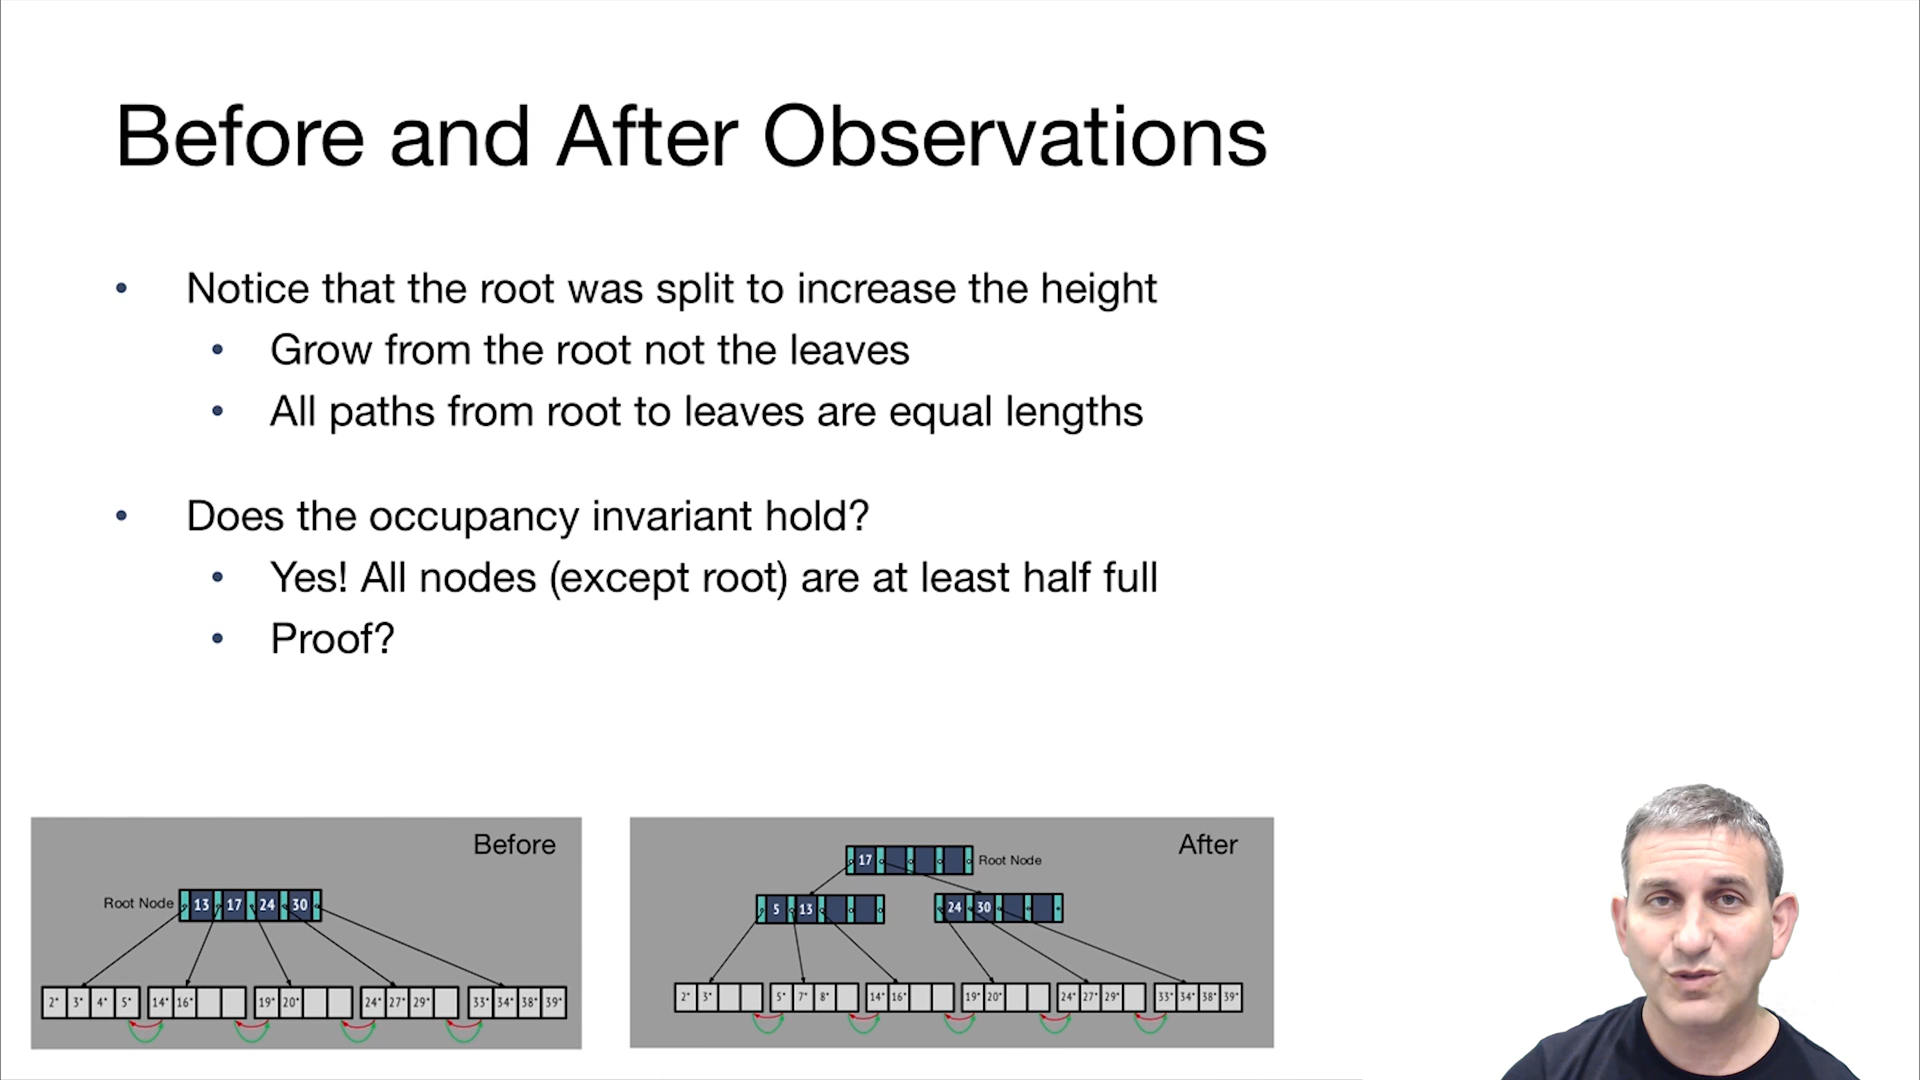 Before and After Observations
• Notice that the root was split to increase the height
• Grow from the root not the leaves
• All paths from root to leaves are equal lengths
• Does the occupancy invariant hold?
• Yes! All nodes (except root) are at least half full
• Proof?
Before
Root Node 13 17 24 30
2* 3* 4* 5* 14* 16* 19* 20* 24* 27* 29* 33* 34* 38* 39*
After
17 Root Node
5 13 24 30
2* 3* 5* 7* 8* 14* 16* 19* 20* 24* 27* 29* 33* 34* 38* 39*